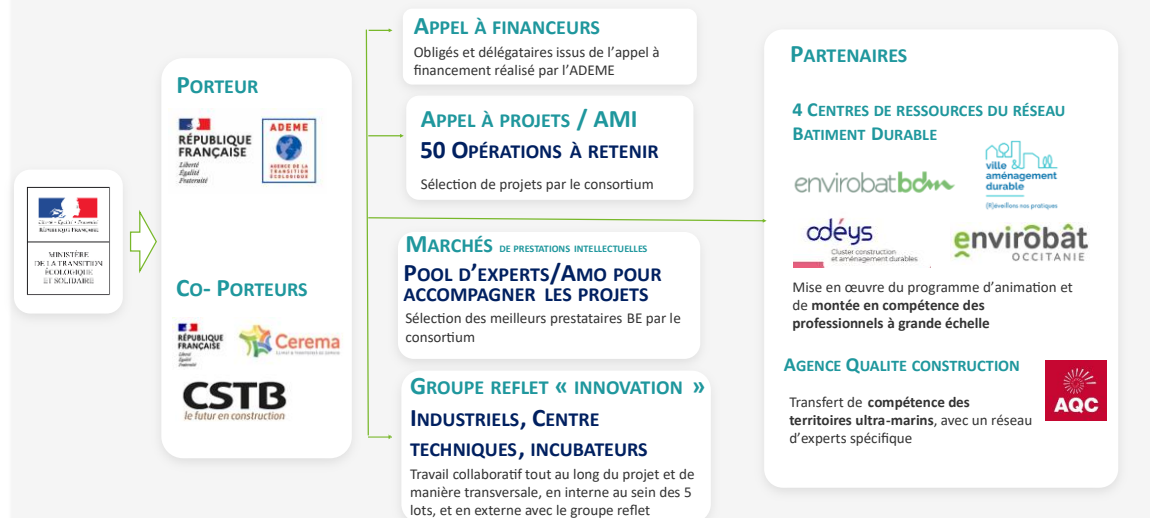 MINISTÈRE
DE LA TRANSITION
ÉCOLOGIQUE
ET SOLIDAIRE
RÉPUBLIQUE FRANÇAISE
PORTEUR
RÉPUBLIQUE
FRANÇAISE
Liberté
Égalité
Fraternité
ADEME
AGENCE DE LA
TRANSITION
ÉCOLOGIQUE
CO- PORTEURS
RÉPUBLIQUE
FRANÇAISE
Liberté
Égalité
Fraternité
Cerema
CSTB
le futur en construction
APPEL À FINANCEURS
Obligés et délégataires issus de l'appel à
financement réalisé par l'ADEME
APPEL À PROJETS / AMI
50 OPÉRATIONS À RETENIR
Sélection de projets par le consortium
MARCHÉS DE PRESTATIONS INTELLECTUELLES
POOL D'EXPERTS/AMO POUR
ACCOMPAGNER LES PROJETS
Sélection des meilleurs prestataires BE par le
consortium
GROUPE REFLET « INNOVATION »
INDUSTRIELS, CENTRE
TECHNIQUES, INCUBATEURS
Travail collaboratif tout au long du projet et de
manière transversale, en interne au sein des 5
lots, et en externe avec le groupe reflet
PARTENAIRES
4 CENTRES DE RESSOURCES DU RÉSEAU
BATIMENT DURABLE
envirobatbdm
ville
aménagement
durable
(R)éveillons nos pratiques
odéys
Cluster construction
et aménagement durables
envirobât
OCCITANIE
Mise en œuvre du programme d'animation et
de montée en compétence des
professionnels à grande échelle
AGENCE QUALITE CONSTRUCTION
Transfert de compétence des
territoires ultra-marins, avec un réseau
d'experts spécifique
AQC